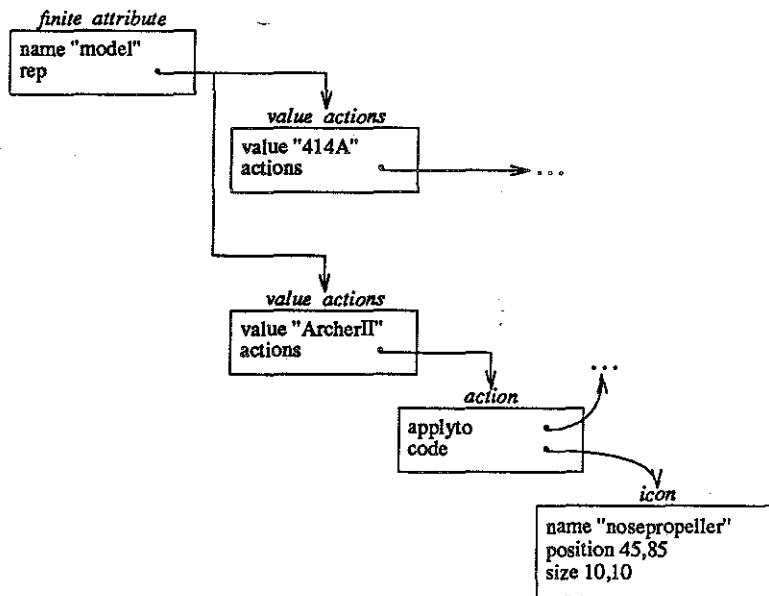 finite attribute
name "model"
rep
value actions
value "414A"
actions
...
value actions
value "ArcherII"
actions
...
action
applyto
code
icon
name "nosepropeller"
position 45,85
size 10,10